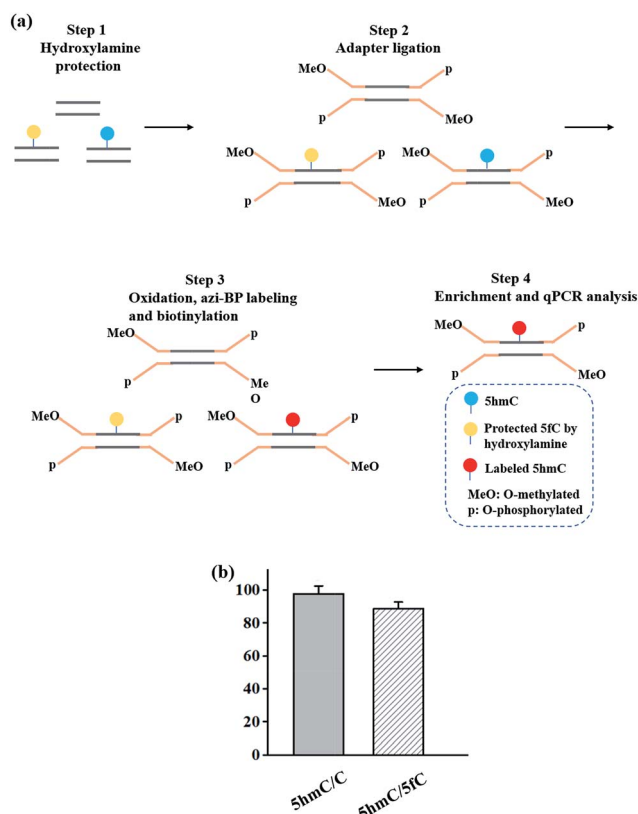 (a)
Step 1
Hydroxylamine
protection
Step 2
Adapter ligation
MeO
p
p
MeO
MeO
p
MeO
p
p
MeO
p
MeO
Step 3
Oxidation, azi-BP labeling
and biotinylation
MeO
p
p
Me
O
MeO
p
MeO
p
p
MeO
p
MeO
Step 4
Enrichment and qPCR analysis
MeO
p
p
MeO
5hmC
Protected 5fC by
hydroxylamine
Labeled 5hmC
MeO: O-methylated
p: O-phosphorylated
(b)
100
80
60
40
20
0
5hmC/C
5hmC/5fC